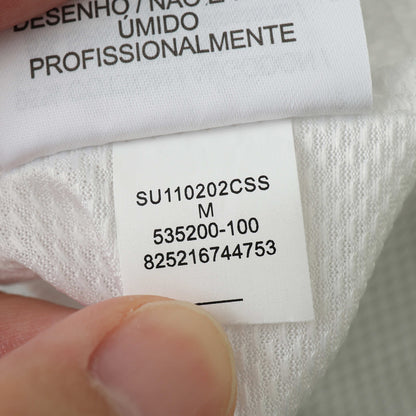 DESENHO / NÃO
ÚMIDO
PROFISSIONALMENTE
SU110202CSS
M
535200-100
825216744753